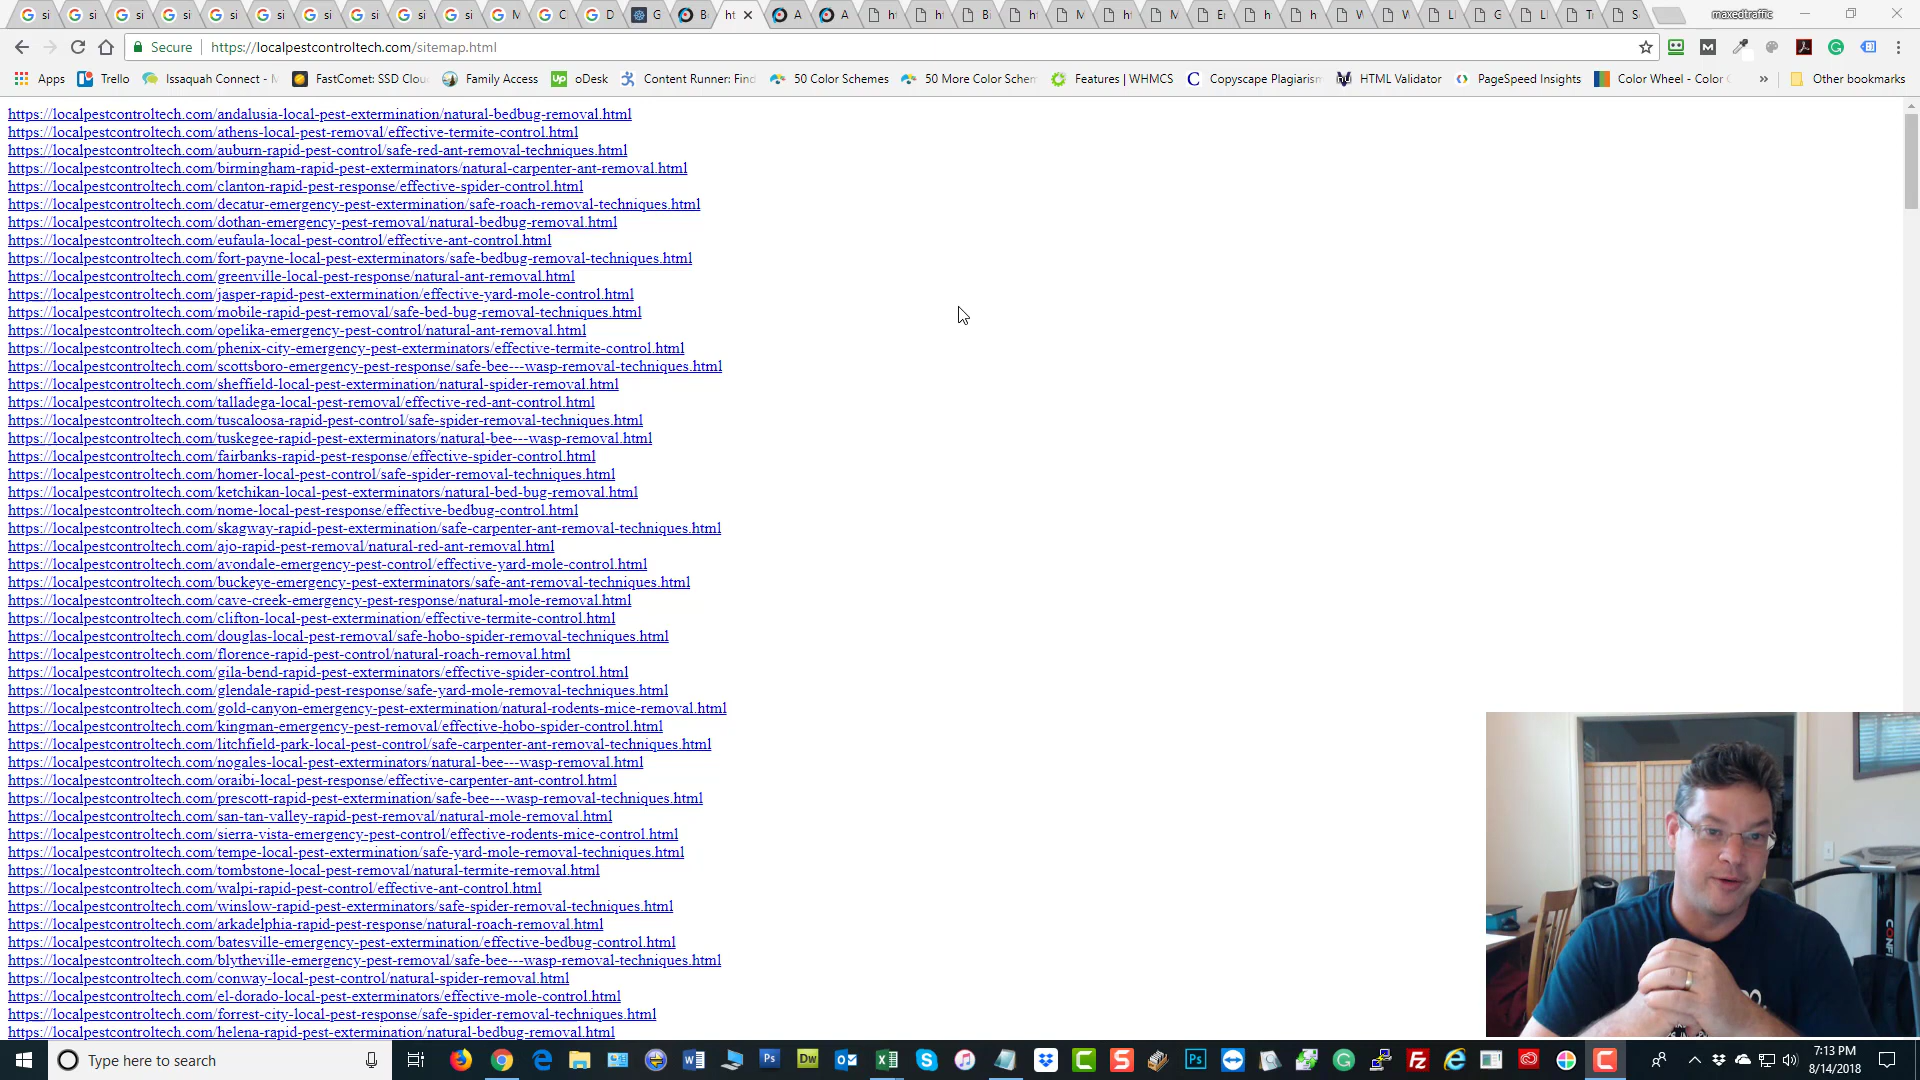 si si si si si si si si si si M C D G B ht A A h h Bi h M h M En h h W W LI G LI Tr S maxedtraffic
Secure https://localpestcontroltech.com/sitemap.html
Apps Trello Issaquah Connect - FastComet: SSD Clou Family Access oDesk Content Runner: Find 50 Color Schemes 50 More Color Schem Features | WHMCS Copyscape Plagiarism HTML Validator PageSpeed Insights Color Wheel - Color » Other bookmarks
https://localpestcontroltech.com/andalusia-local-pest-extermination/natural-bedbug-removal.html
https://localpestcontroltech.com/athens-local-pest-removal/effective-termite-control.html
https://localpestcontroltech.com/auburn-rapid-pest-control/safe-red-ant-removal-techniques.html
https://localpestcontroltech.com/birmingham-rapid-pest-exterminators/natural-carpenter-ant-removal.html
https://localpestcontroltech.com/clanton-rapid-pest-response/effective-spider-control.html
https://localpestcontroltech.com/decatur-emergency-pest-extermination/safe-roach-removal-techniques.html
https://localpestcontroltech.com/dothan-emergency-pest-removal/natural-bedbug-removal.html
https://localpestcontroltech.com/eufaula-local-pest-control/effective-ant-control.html
https://localpestcontroltech.com/fort-payne-local-pest-exterminators/safe-bedbug-removal-techniques.html
https://localpestcontroltech.com/greenville-local-pest-response/natural-ant-removal.html
https://localpestcontroltech.com/jasper-rapid-pest-extermination/effective-yard-mole-control.html
https://localpestcontroltech.com/mobile-rapid-pest-removal/safe-bed-bug-removal-techniques.html
https://localpestcontroltech.com/opelika-emergency-pest-control/natural-ant-removal.html
https://localpestcontroltech.com/phenix-city-emergency-pest-exterminators/effective-termite-control.html
https://localpestcontroltech.com/scottsboro-emergency-pest-response/safe-bee---wasp-removal-techniques.html
https://localpestcontroltech.com/sheffield-local-pest-extermination/natural-spider-removal.html
https://localpestcontroltech.com/talladega-local-pest-removal/effective-red-ant-control.html
https://localpestcontroltech.com/tuscaloosa-rapid-pest-control/safe-spider-removal-techniques.html
https://localpestcontroltech.com/tuskegee-rapid-pest-exterminators/natural-bee---wasp-removal.html
https://localpestcontroltech.com/fairbanks-rapid-pest-response/effective-spider-control.html
https://localpestcontroltech.com/homer-local-pest-control/safe-spider-removal-techniques.html
https://localpestcontroltech.com/ketchikan-local-pest-exterminators/natural-bed-bug-removal.html
https://localpestcontroltech.com/nome-local-pest-response/effective-bedbug-control.html
https://localpestcontroltech.com/skagway-rapid-pest-extermination/safe-carpenter-ant-removal-techniques.html
https://localpestcontroltech.com/ajo-rapid-pest-removal/natural-red-ant-removal.html
https://localpestcontroltech.com/avondale-emergency-pest-control/effective-yard-mole-control.html
https://localpestcontroltech.com/buckeye-emergency-pest-exterminators/safe-ant-removal-techniques.html
https://localpestcontroltech.com/cave-creek-emergency-pest-response/natural-mole-removal.html
https://localpestcontroltech.com/clifton-local-pest-extermination/effective-termite-control.html
https://localpestcontroltech.com/douglas-local-pest-removal/safe-hobo-spider-removal-techniques.html
https://localpestcontroltech.com/florence-rapid-pest-control/natural-roach-removal.html
https://localpestcontroltech.com/gila-bend-rapid-pest-exterminators/effective-spider-control.html
https://localpestcontroltech.com/glendale-rapid-pest-response/safe-yard-mole-removal-techniques.html
https://localpestcontroltech.com/gold-canyon-emergency-pest-extermination/natural-rodents-mice-removal.html
https://localpestcontroltech.com/kingman-emergency-pest-removal/effective-hobo-spider-control.html
https://localpestcontroltech.com/litchfield-park-local-pest-control/safe-carpenter-ant-removal-techniques.html
https://localpestcontroltech.com/nogales-local-pest-exterminators/natural-bee---wasp-removal.html
https://localpestcontroltech.com/oraibi-local-pest-response/effective-carpenter-ant-control.html
https://localpestcontroltech.com/prescott-rapid-pest-extermination/safe-bee---wasp-removal-techniques.html
https://localpestcontroltech.com/san-tan-valley-rapid-pest-removal/natural-mole-removal.html
https://localpestcontroltech.com/sierra-vista-emergency-pest-control/effective-rodents-mice-control.html
https://localpestcontroltech.com/tempe-local-pest-extermination/safe-yard-mole-removal-techniques.html
https://localpestcontroltech.com/tombstone-local-pest-removal/natural-termite-removal.html
https://localpestcontroltech.com/walpi-rapid-pest-control/effective-ant-control.html
https://localpestcontroltech.com/winslow-rapid-pest-exterminators/safe-spider-removal-techniques.html
https://localpestcontroltech.com/arkadelphia-rapid-pest-response/natural-roach-removal.html
https://localpestcontroltech.com/batesville-emergency-pest-extermination/effective-bedbug-control.html
https://localpestcontroltech.com/blytheville-emergency-pest-removal/safe-bee---wasp-removal-techniques.html
https://localpestcontroltech.com/conway-local-pest-control/natural-spider-removal.html
https://localpestcontroltech.com/el-dorado-local-pest-exterminators/effective-mole-control.html
https://localpestcontroltech.com/forrest-city-local-pest-response/safe-spider-removal-techniques.html
https://localpestcontroltech.com/helena-rapid-pest-extermination/natural-bedbug-removal.html
Type here to search
7:13 PM
8/14/2018